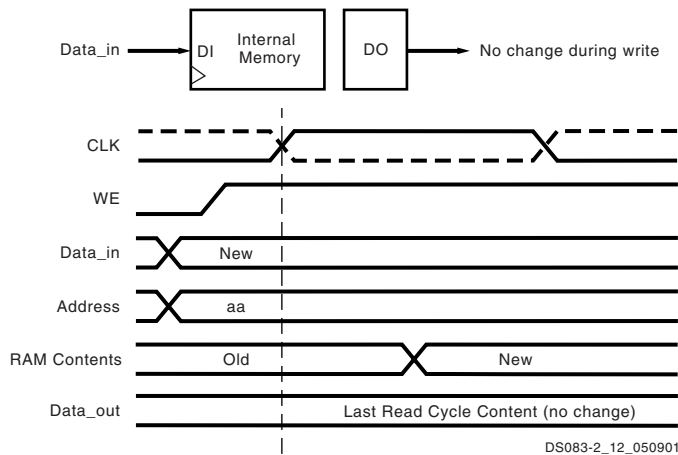 Data_in
DI
Internal
Memory
DO
No change during write
CLK
WE
Data_in
New
Address
aa
RAM Contents
Old
New
Data_out
Last Read Cycle Content (no change)
DS083-2_12_050901